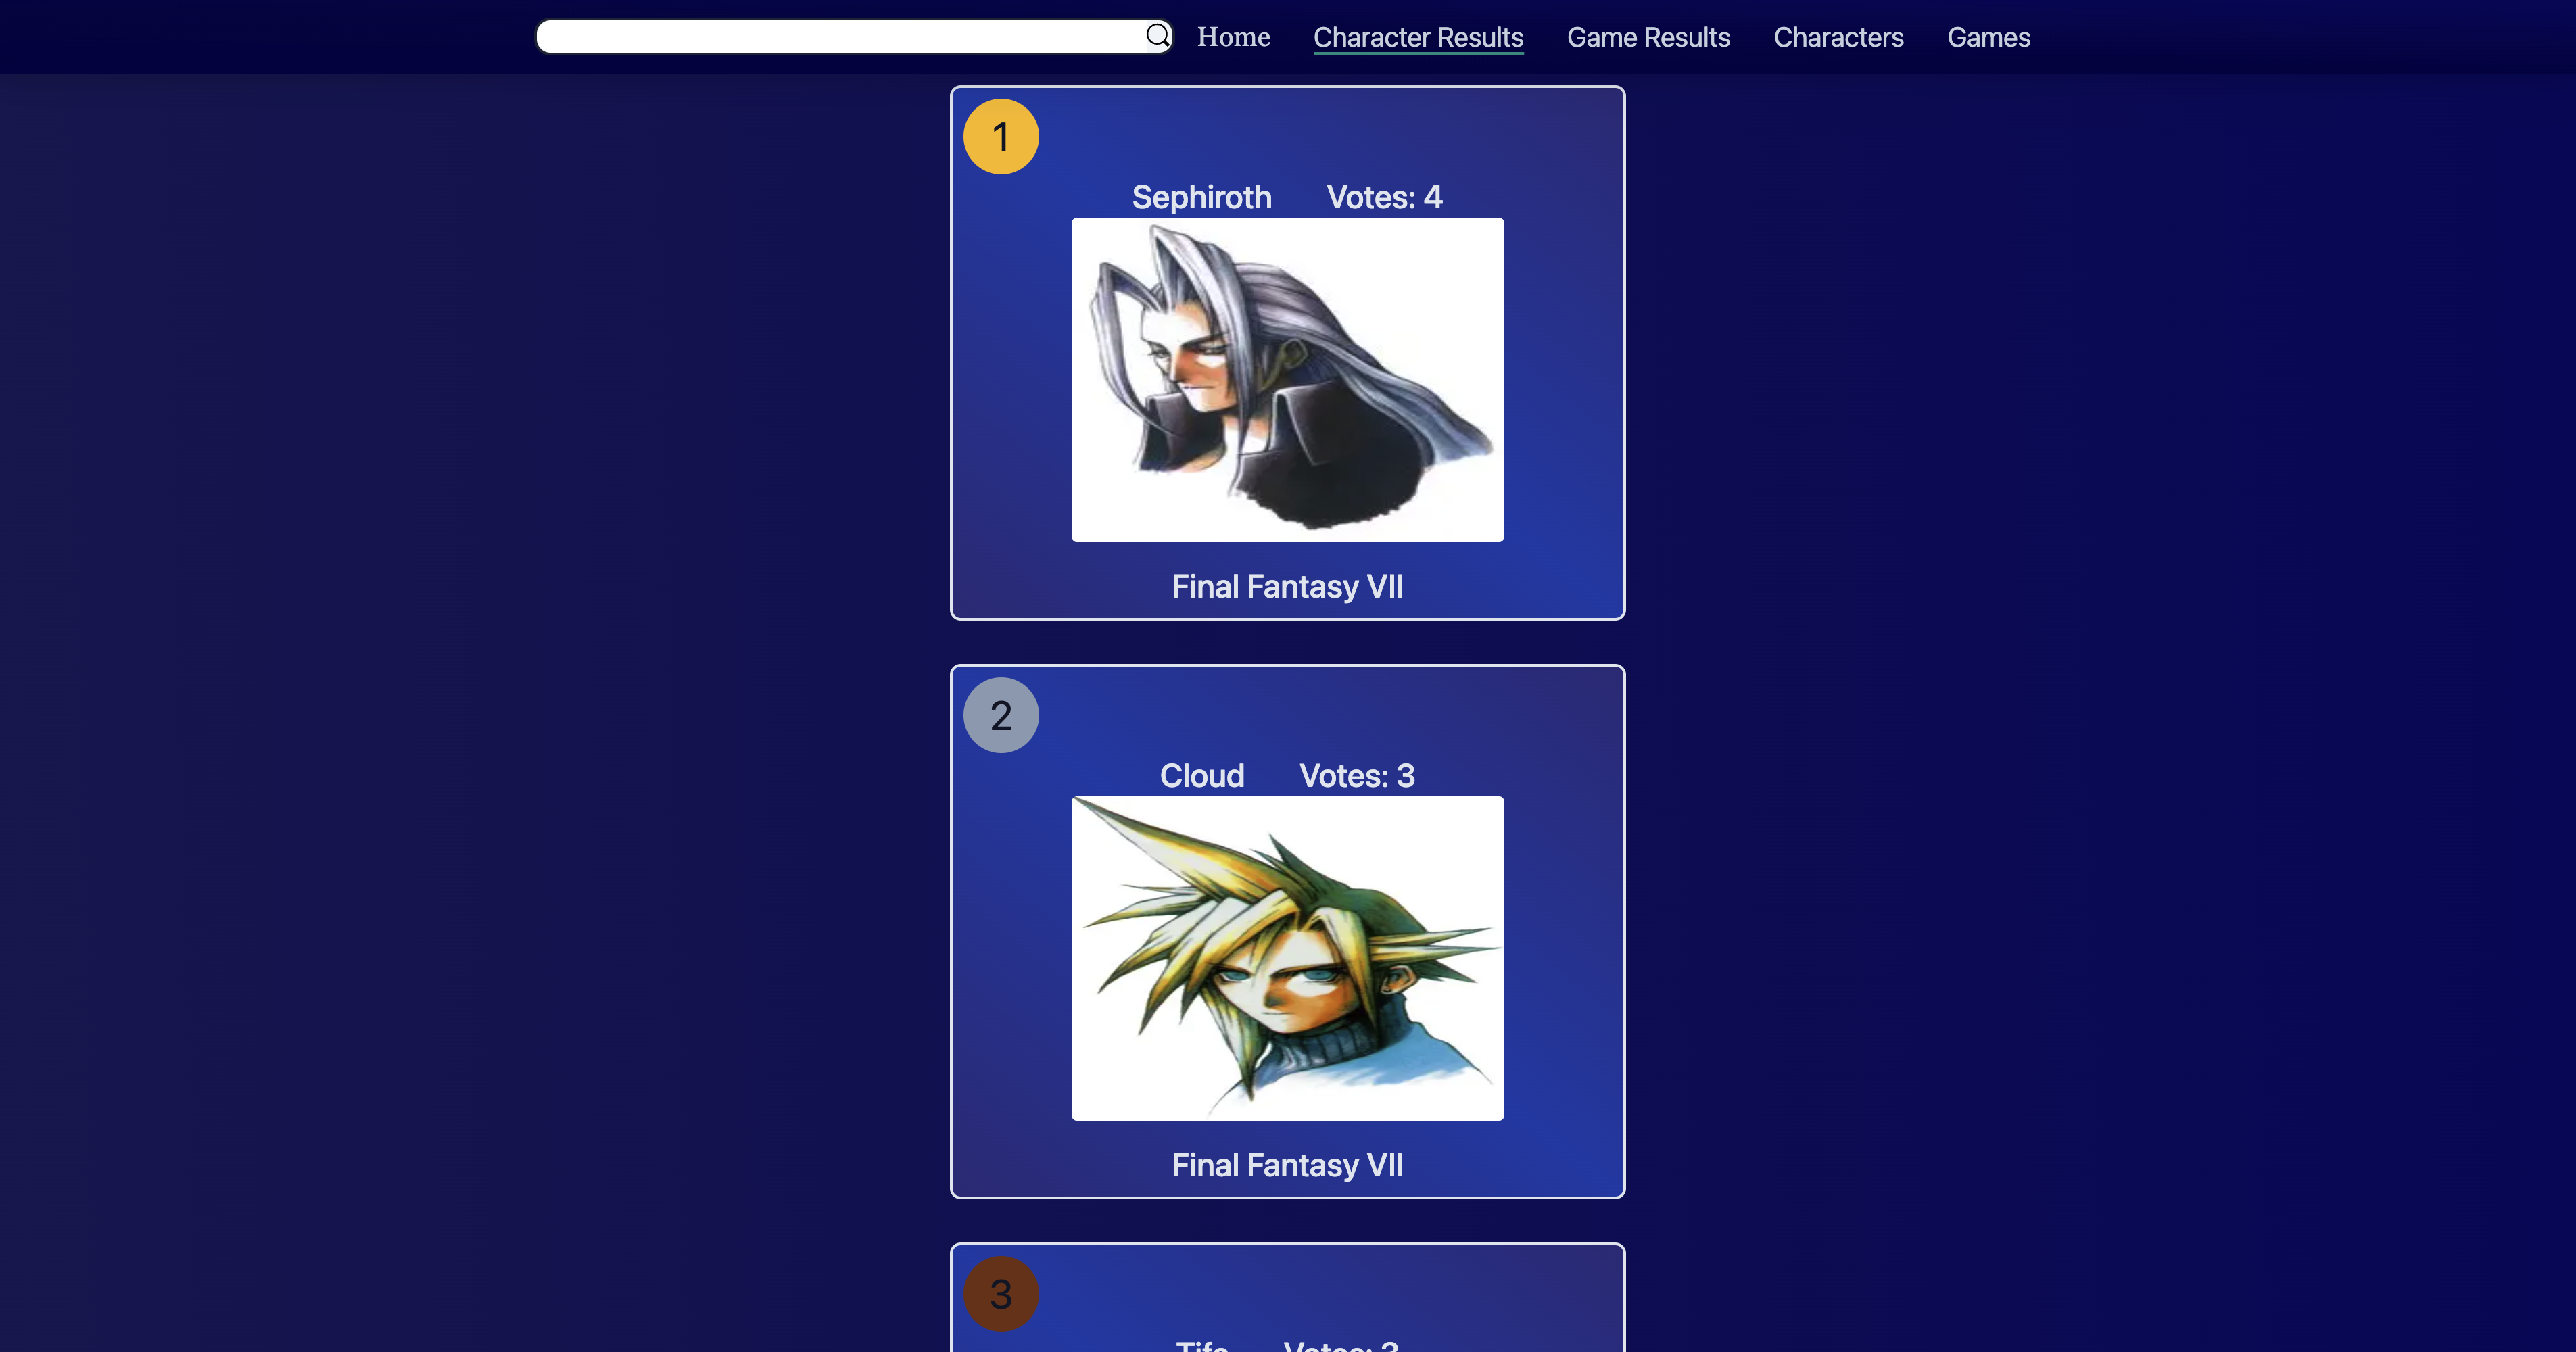 Home Character Results Game Results Characters Games
1
Sephiroth Votes: 4
Final Fantasy VII
2
Cloud Votes: 3
Final Fantasy VII
3
Tifa Votes: